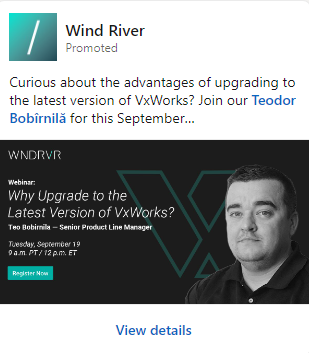 Wind River
Promoted
Curious about the advantages of upgrading to
the latest version of VxWorks? Join our Teodor
Bobîrnilă for this September...
WNDRVR
Webinar:
Why Upgrade to the
Latest Version of VxWorks?
Teo Bobirnila — Senior Product Line Manager
Tuesday, September 19
9 a.m. PT / 12 p.m. ET
Register Now
View details